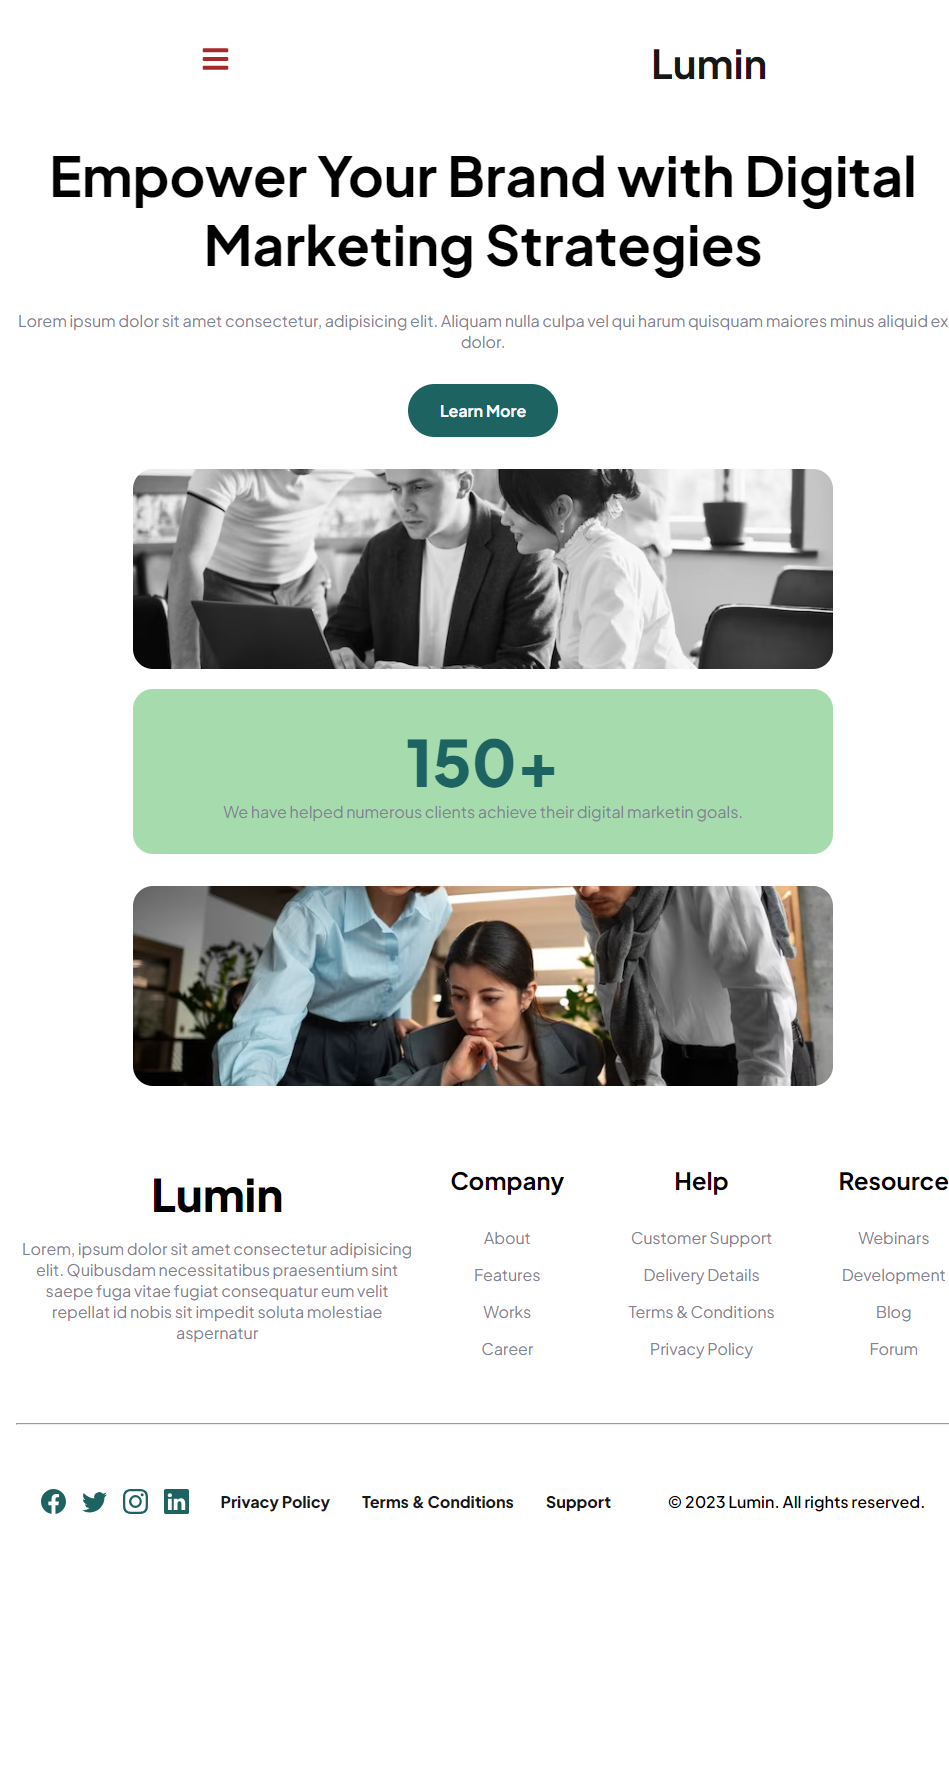 Lumin
Empower Your Brand with Digital
Marketing Strategies
Lorem ipsum dolor sit amet consectetur, adipisicing elit. Aliquam nulla culpa vel qui harum quisquam maiores minus aliquid ex
dolor.
Learn More
150+
We have helped numerous clients achieve their digital marketin goals.
Lumin
Lorem, ipsum dolor sit amet consectetur adipisicing
elit. Quibusdam necessitatibus praesentium sint
saepe fuga vitae fugiat consequatur eum velit
repellat id nobis sit impedit soluta molestiae
aspernatur
Company
About
Features
Works
Career
Help
Customer Support
Delivery Details
Terms & Conditions
Privacy Policy
Resource
Webinars
Development
Blog
Forum
Privacy Policy
Terms & Conditions
Support
© 2023 Lumin. All rights reserved.